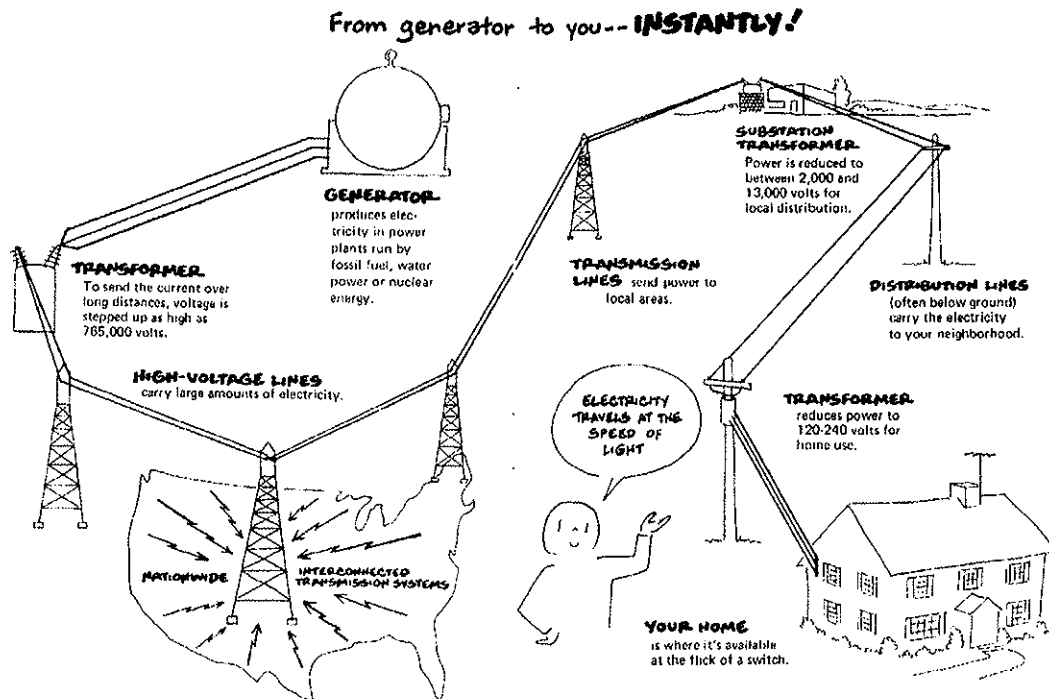 From generator to you--INSTANTLY!
GENERATOR
produces elec-
tricity in power
plants run by
fossil fuel, water
power or nuclear
energy.
TRANSFORMER
To send the current over
long distances, voltage is
stepped up as high as
765,000 volts.
HIGH-VOLTAGE LINES
carry large amounts of electricity.
NATIONWIDE
INTERCONNECTED
TRANSMISSION SYSTEMS
TRANSMISSION
LINES send power to
local areas.
SUBSTATION
TRANSFORMER
Power is reduced to
between 2,000 and
13,000 volts for
local distribution.
DISTRIBUTION LINES
(often below ground)
carry the electricity
to your neighborhood.
TRANSFORMER
reduces power to
120-240 volts for
home use.
ELECTRICITY
TRAVELS AT THE
SPEED OF
LIGHT
YOUR HOME
is where it's available
at the flick of a switch.